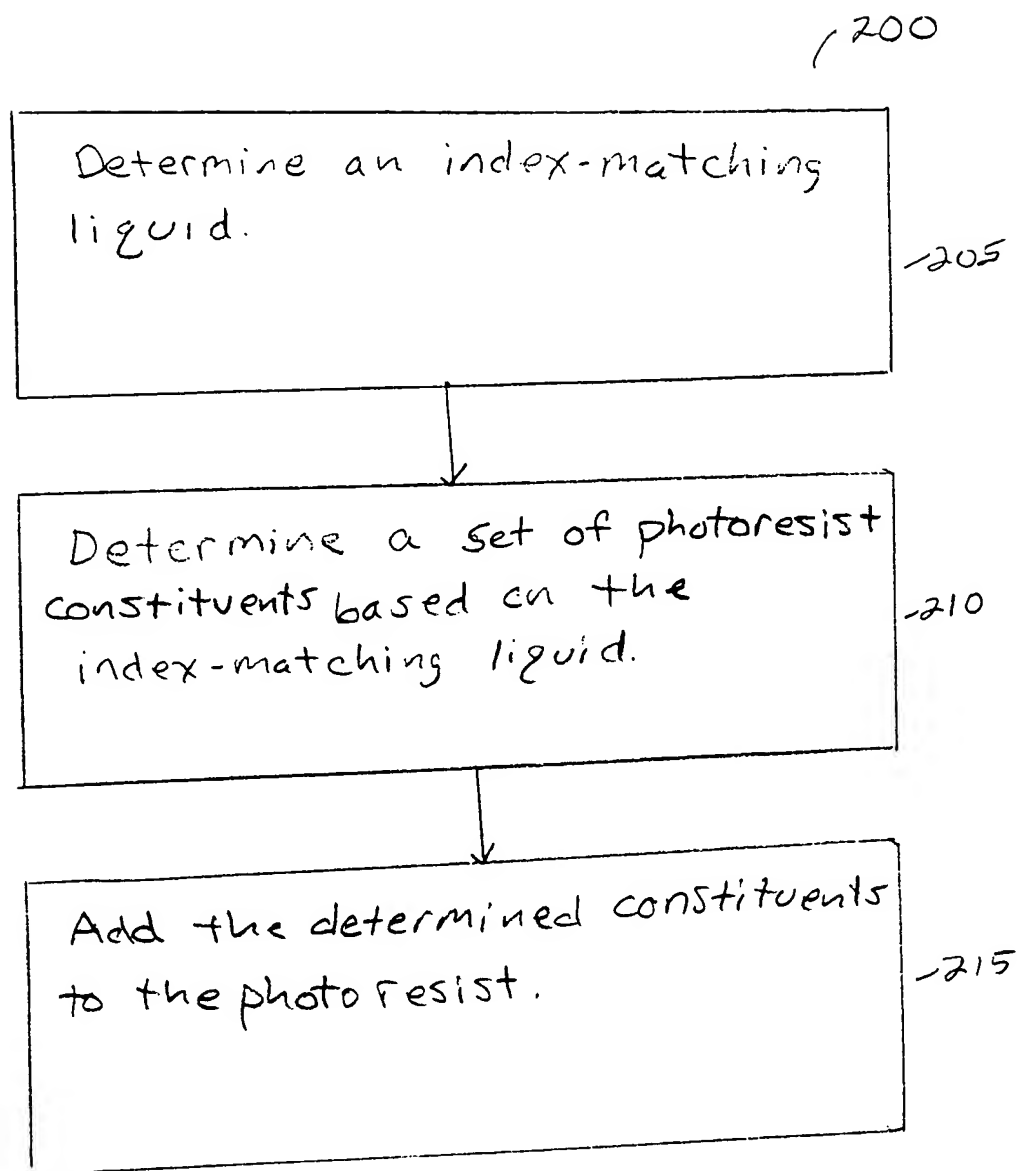 200
Determine an index-matching
liquid.
205
Determine a set of photoresist
constituents based on the
index-matching liquid.
210
Add the determined constituents
to the photoresist.
215